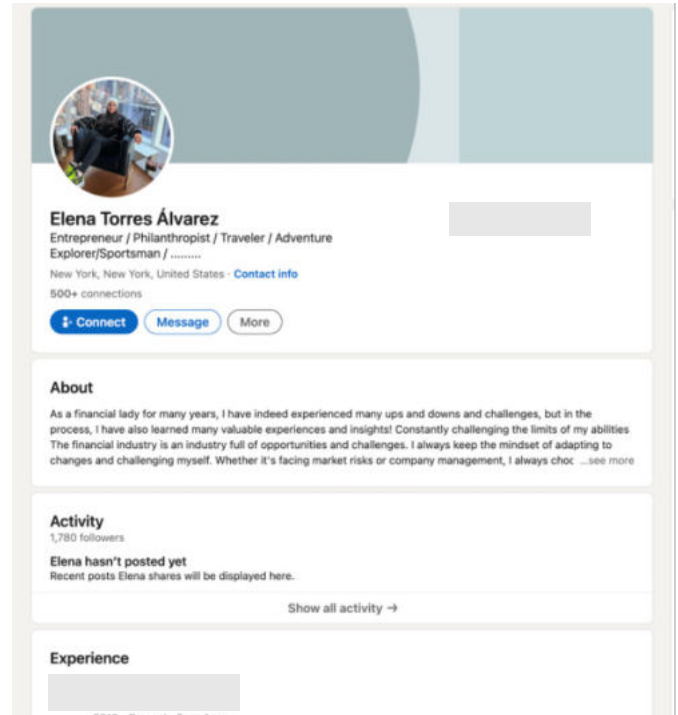 Elena Torres Álvarez
Entrepreneur / Philanthropist / Traveler / Adventure
Explorer/Sportsman / .........
New York, New York, United States · Contact info
500+ connections
Connect
Message
More
About
As a financial lady for many years, I have indeed experienced many ups and downs and challenges, but in the
process, I have also learned many valuable experiences and insights! Constantly challenging the limits of my abilities
The financial industry is an industry full of opportunities and challenges. I always keep the mindset of adapting to
changes and challenging myself. Whether it's facing market risks or company management, I always choc ...see more
Activity
1,780 followers
Elena hasn't posted yet
Recent posts Elena shares will be displayed here.
Show all activity →
Experience